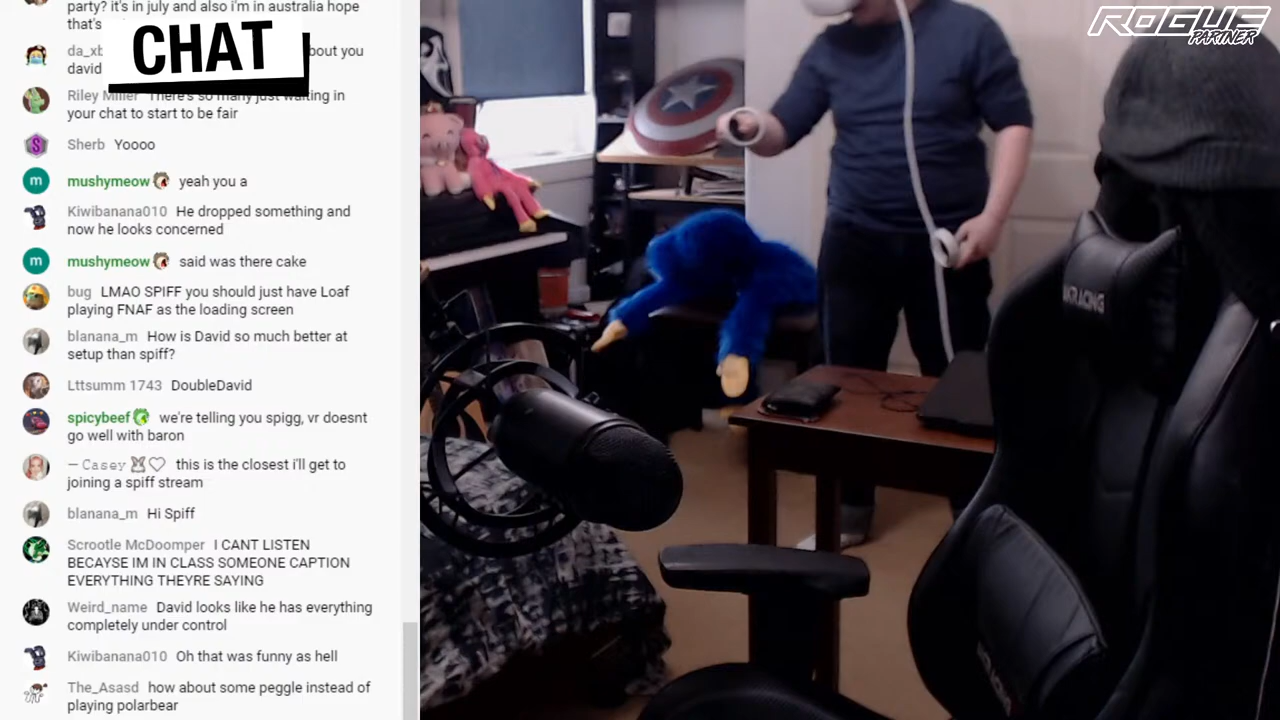 party? it's in july and also i'm in australia hope
that's
CHAT
da_xb
bout you
david
Riley Miller There's so many just waiting in
your chat to start to be fair
Sherb Yoooo
m mushymeow yeah you a
Kiwibanana010 He dropped something and
now he looks concerned
m mushymeow said was there cake
bug LMAO SPIFF you should just have Loaf
playing FNAF as the loading screen
blanana_m How is David so much better at
setup than spiff?
Lttsumm 1743 DoubleDavid
spicybeef we're telling you spigg, vr doesnt
go well with baron
— Casey this is the closest i'll get to
joining a spiff stream
blanana_m Hi Spiff
Scrootle McDoomper I CANT LISTEN
BECAYSE IM IN CLASS SOMEONE CAPTION
EVERYTHING THEYRE SAYING
Weird_name David looks like he has everything
completely under control
Kiwibanana010 Oh that was funny as hell
The_Asasd how about some peggle instead of
playing polarbear
ROGUE
PARTNER
AKRACING